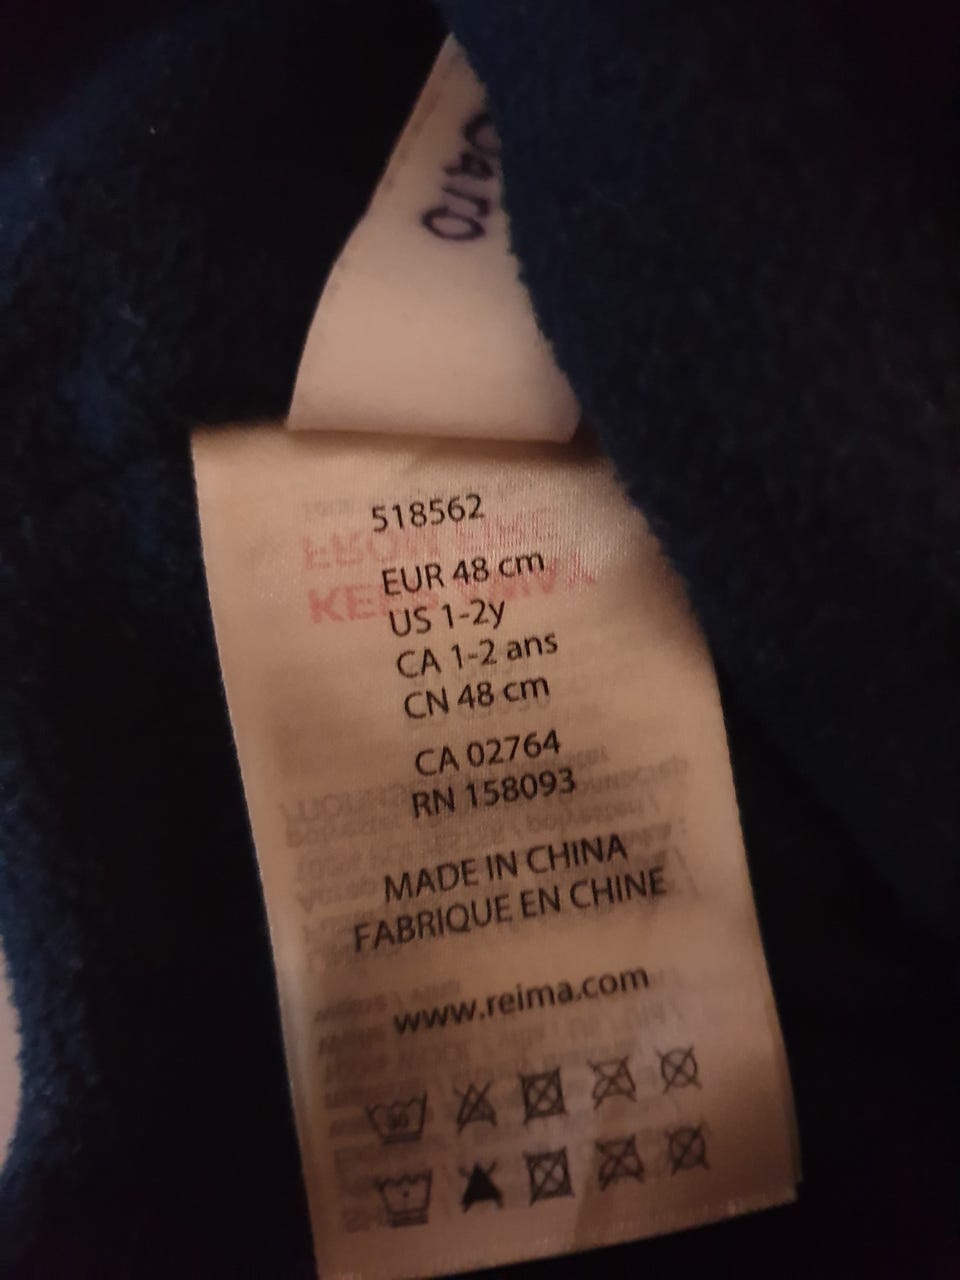 518562
EUR 48 cm
US 1-2y
CA 1-2 ans
CN 48 cm
CA 02764
RN 158093
MADE IN CHINA
FABRIQUE EN CHINE
www.reima.com